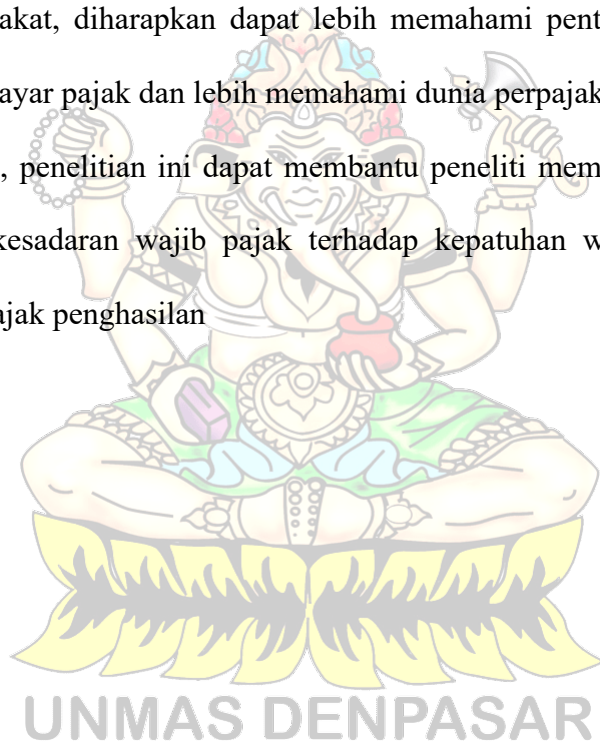 akat, diharapkan dapat lebih memahami pent
ayar pajak dan lebih memahami dunia perpajak
, penelitian ini dapat membantu peneliti mem
kesadaran wajib pajak terhadap kepatuhan w
ajak penghasilan
UNMAS DENPASAR